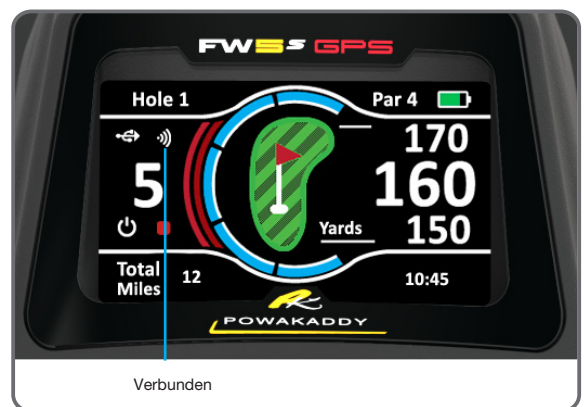 FW5s GPS
Hole 1
Par 4
170
5
160
Yards
150
Total
Miles
12
10:45
POWAKADDY
Verbunden